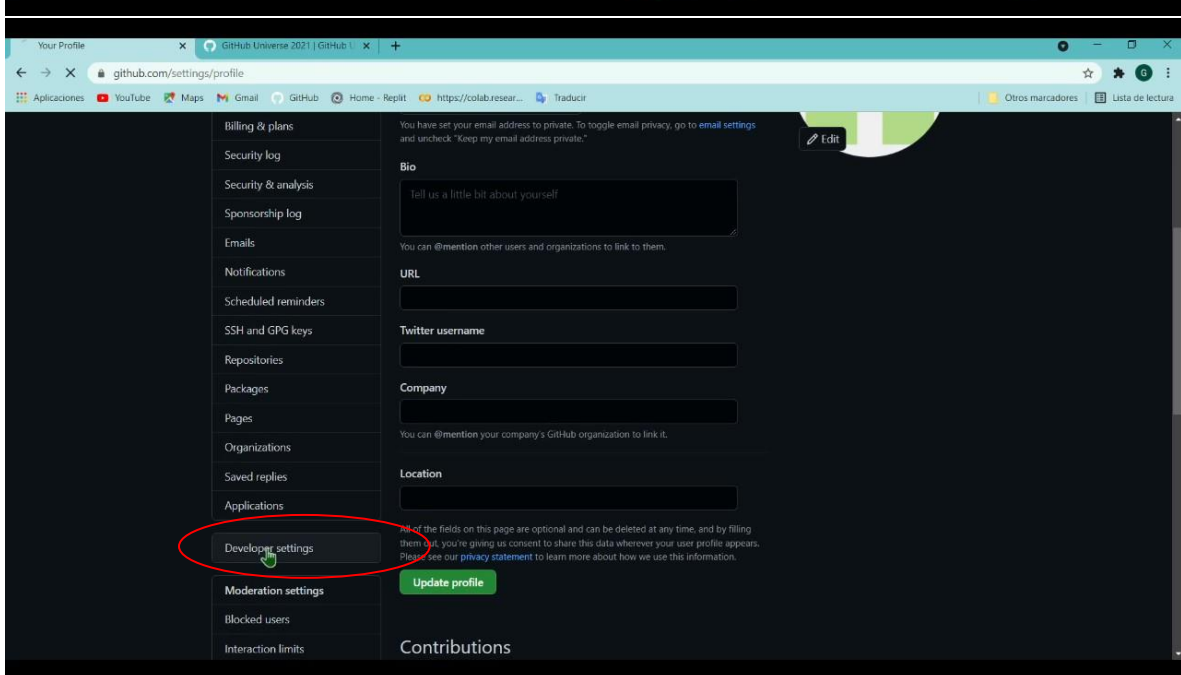 Your Profile
GitHub Universe 2021 | GitHub U
github.com/settings/profile
G
Aplicaciones YouTube Maps Gmail GitHub Home - Replit https://colab.resear... Traducir Otros marcadores Lista de lectura
Billing & plans
Security log
Security & analysis
Sponsorship log
Emails
Notifications
Scheduled reminders
SSH and GPG keys
Repositories
Packages
Pages
Organizations
Saved replies
Applications
Developer settings
Moderation settings
Blocked users
Interaction limits
You have set your email address to private. To toggle email privacy, go to email settings
and uncheck "Keep my email address private."
Edit
Bio
Tell us a little bit about yourself
You can @mention other users and organizations to link to them.
URL
Twitter username
Company
You can @mention your company's GitHub organization to link it.
Location
All of the fields on this page are optional and can be deleted at any time, and by filling
them out, you're giving us consent to share this data wherever your user profile appears.
Please see our privacy statement to learn more about how we use this information.
Update profile
Contributions